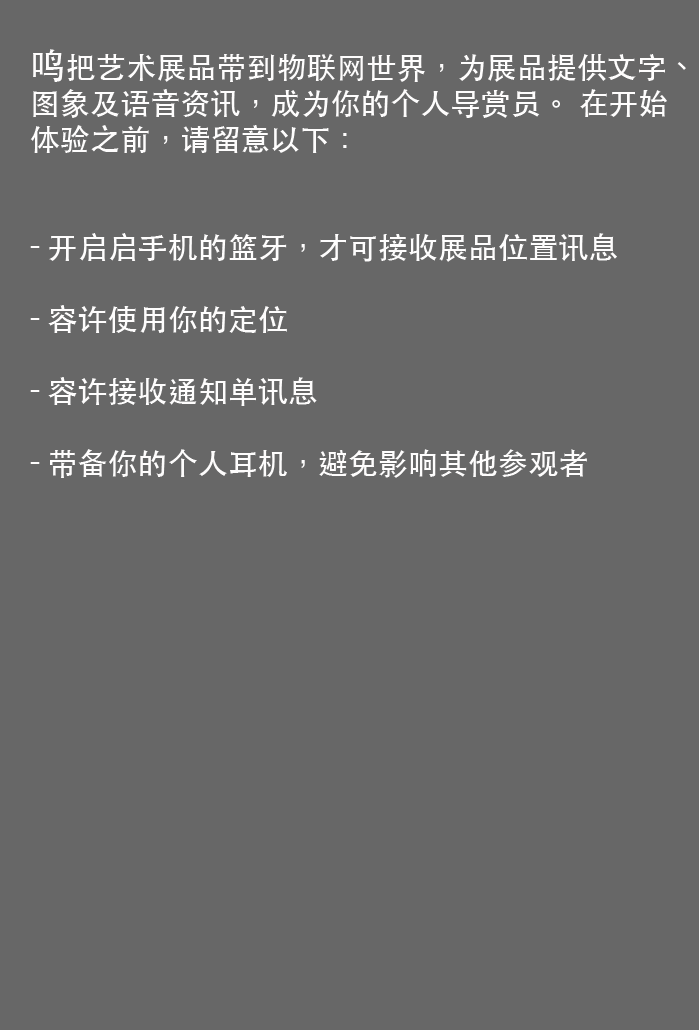 鸣把艺术展品带到物联网世界，为展品提供文字、
图象及语音资讯，成为你的个人导赏员。 在开始
体验之前，请留意以下：
- 开启启手机的篮牙，才可接收展品位置讯息
- 容许使用你的定位
- 容许接收通知单讯息
- 带备你的个人耳机，避免影响其他参观者